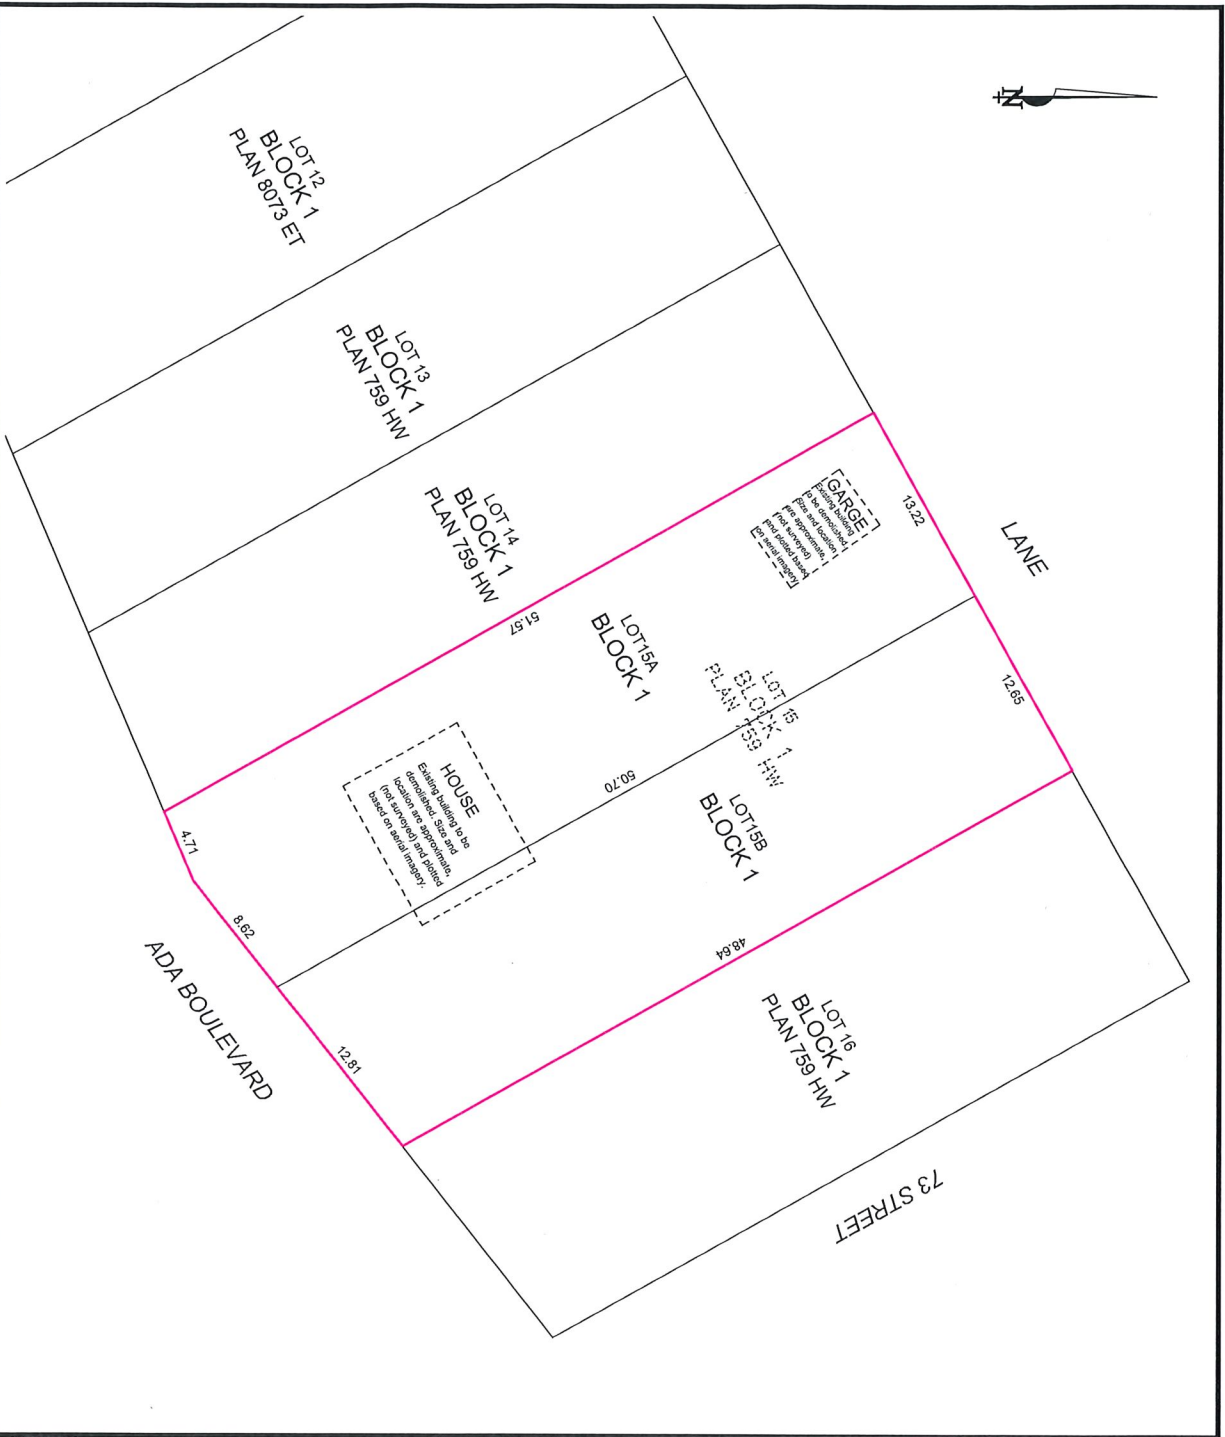 N
LOT 12
BLOCK 1
PLAN 8073 ET
LOT 13
BLOCK 1
PLAN 759 HW
LOT 14
BLOCK 1
PLAN 759 HW
GARGE
Existing building
to be demolished.
Size and location
are approximate,
(not surveyed)
and plotted based
on aerial imagery.
13.22
LANE
51.57
LOT15A
BLOCK 1
LOT 15
BLOCK 1
PLAN 759 HW
12.65
HOUSE
Existing building to be
demolished. Size and
location are approximate,
(not surveyed) and plotted
based on aerial imagery.
50.70
LOT15B
BLOCK 1
4.71
8.62
ADA BOULEVARD
12.81
48.64
LOT 16
BLOCK 1
PLAN 759 HW
73 STREET